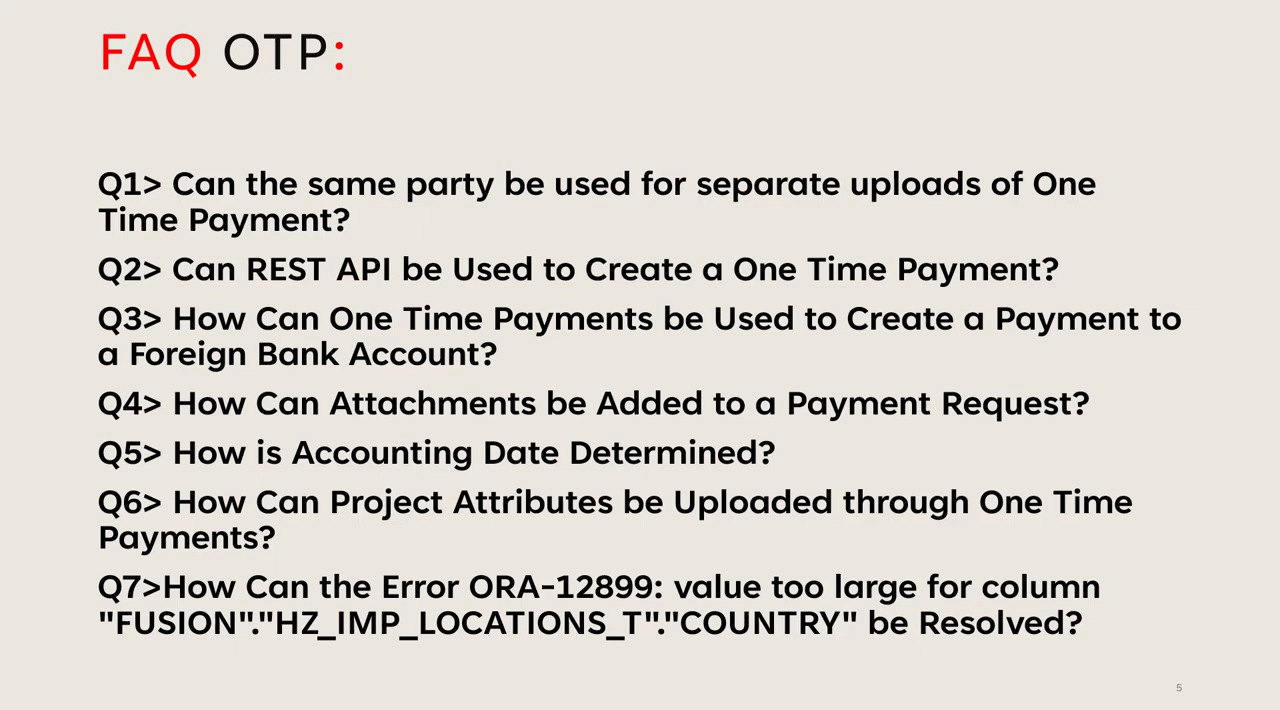 FAQ OTP:
Q1> Can the same party be used for separate uploads of One
Time Payment?
Q2> Can REST API be Used to Create a One Time Payment?
Q3> How Can One Time Payments be Used to Create a Payment to
a Foreign Bank Account?
Q4> How Can Attachments be Added to a Payment Request?
Q5> How is Accounting Date Determined?
Q6> How Can Project Attributes be Uploaded through One Time
Payments?
Q7>How Can the Error ORA-12899: value too large for column
"FUSION"."HZ_IMP_LOCATIONS_T"."COUNTRY" be Resolved?
5